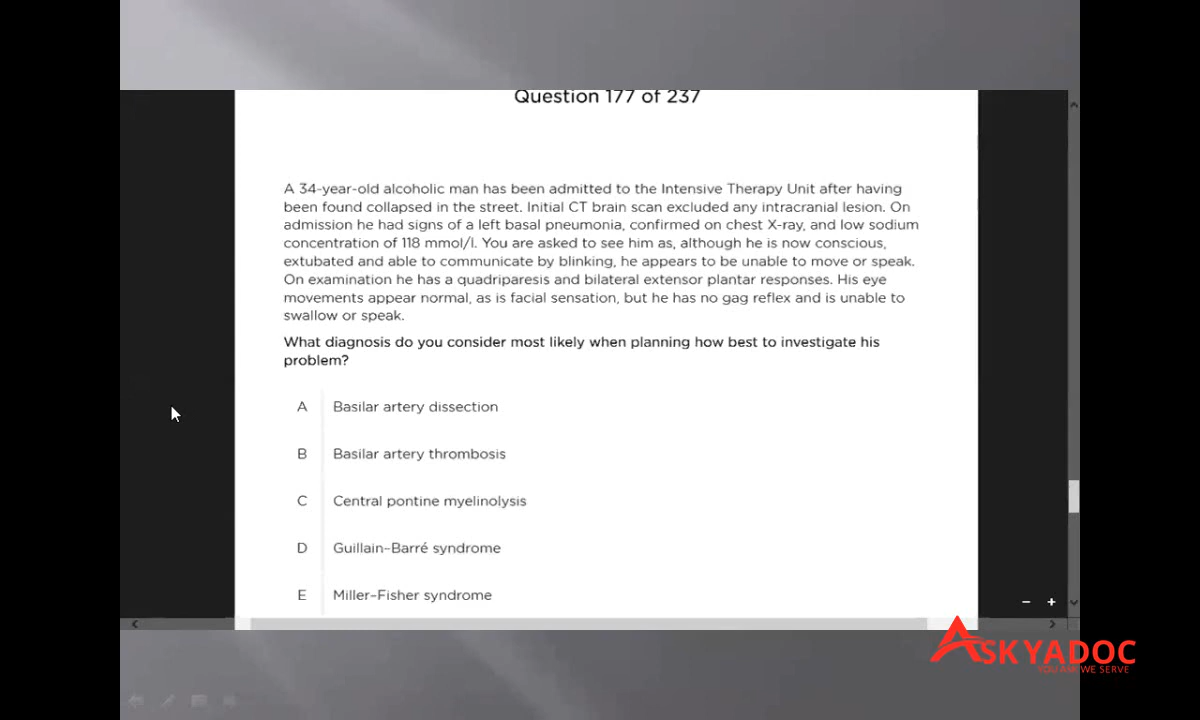 Question 177 of 237
A 34-year-old alcoholic man has been admitted to the Intensive Therapy Unit after having
been found collapsed in the street. Initial CT brain scan excluded any intracranial lesion. On
admission he had signs of a left basal pneumonia, confirmed on chest X-ray, and low sodium
concentration of 118 mmol/l. You are asked to see him as, although he is now conscious,
extubated and able to communicate by blinking, he appears to be unable to move or speak.
On examination he has a quadriparesis and bilateral extensor plantar responses. His eye
movements appear normal, as is facial sensation, but he has no gag reflex and is unable to
swallow or speak.
What diagnosis do you consider most likely when planning how best to investigate his
problem?
A Basilar artery dissection
B Basilar artery thrombosis
C Central pontine myelinolysis
D Guillain–Barré syndrome
E Miller–Fisher syndrome
ASKYADOC
YOU ASK WE SERVE